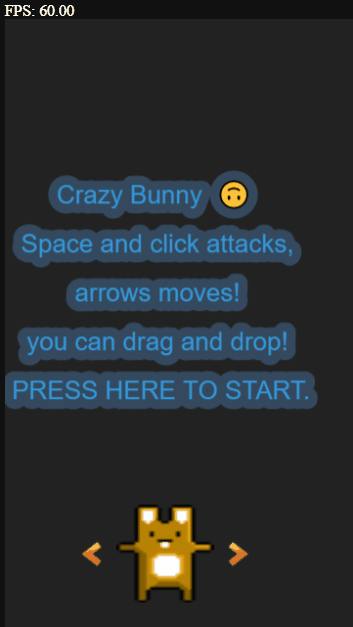 FPS: 60.00
Crazy Bunny 🙃
Space and click attacks,
arrows moves!
you can drag and drop!
PRESS HERE TO START.